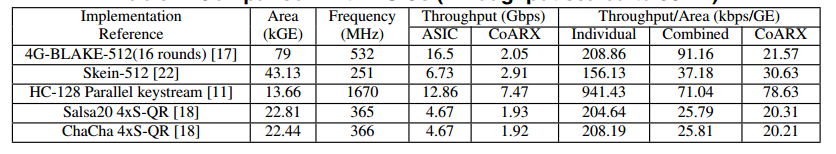 Implementation Area Frequency Throughput (Gbps) Throughput/Area (kbps/GE)
Reference (kGE) (MHz) ASIC CoARX Individual Combined CoARX
4G-BLAKE-512(16 rounds) [17] 79 532 16.5 2.05 208.86 91.16 21.57
Skein-512 [22] 43.13 251 6.73 2.91 156.13 37.18 30.63
HC-128 Parallel keystream [11] 13.66 1670 12.86 7.47 941.43 71.04 78.63
Salsa20 4xS-QR [18] 22.81 365 4.67 1.93 204.64 25.79 20.31
ChaCha 4xS-QR [18] 22.44 366 4.67 1.92 208.19 25.81 20.21